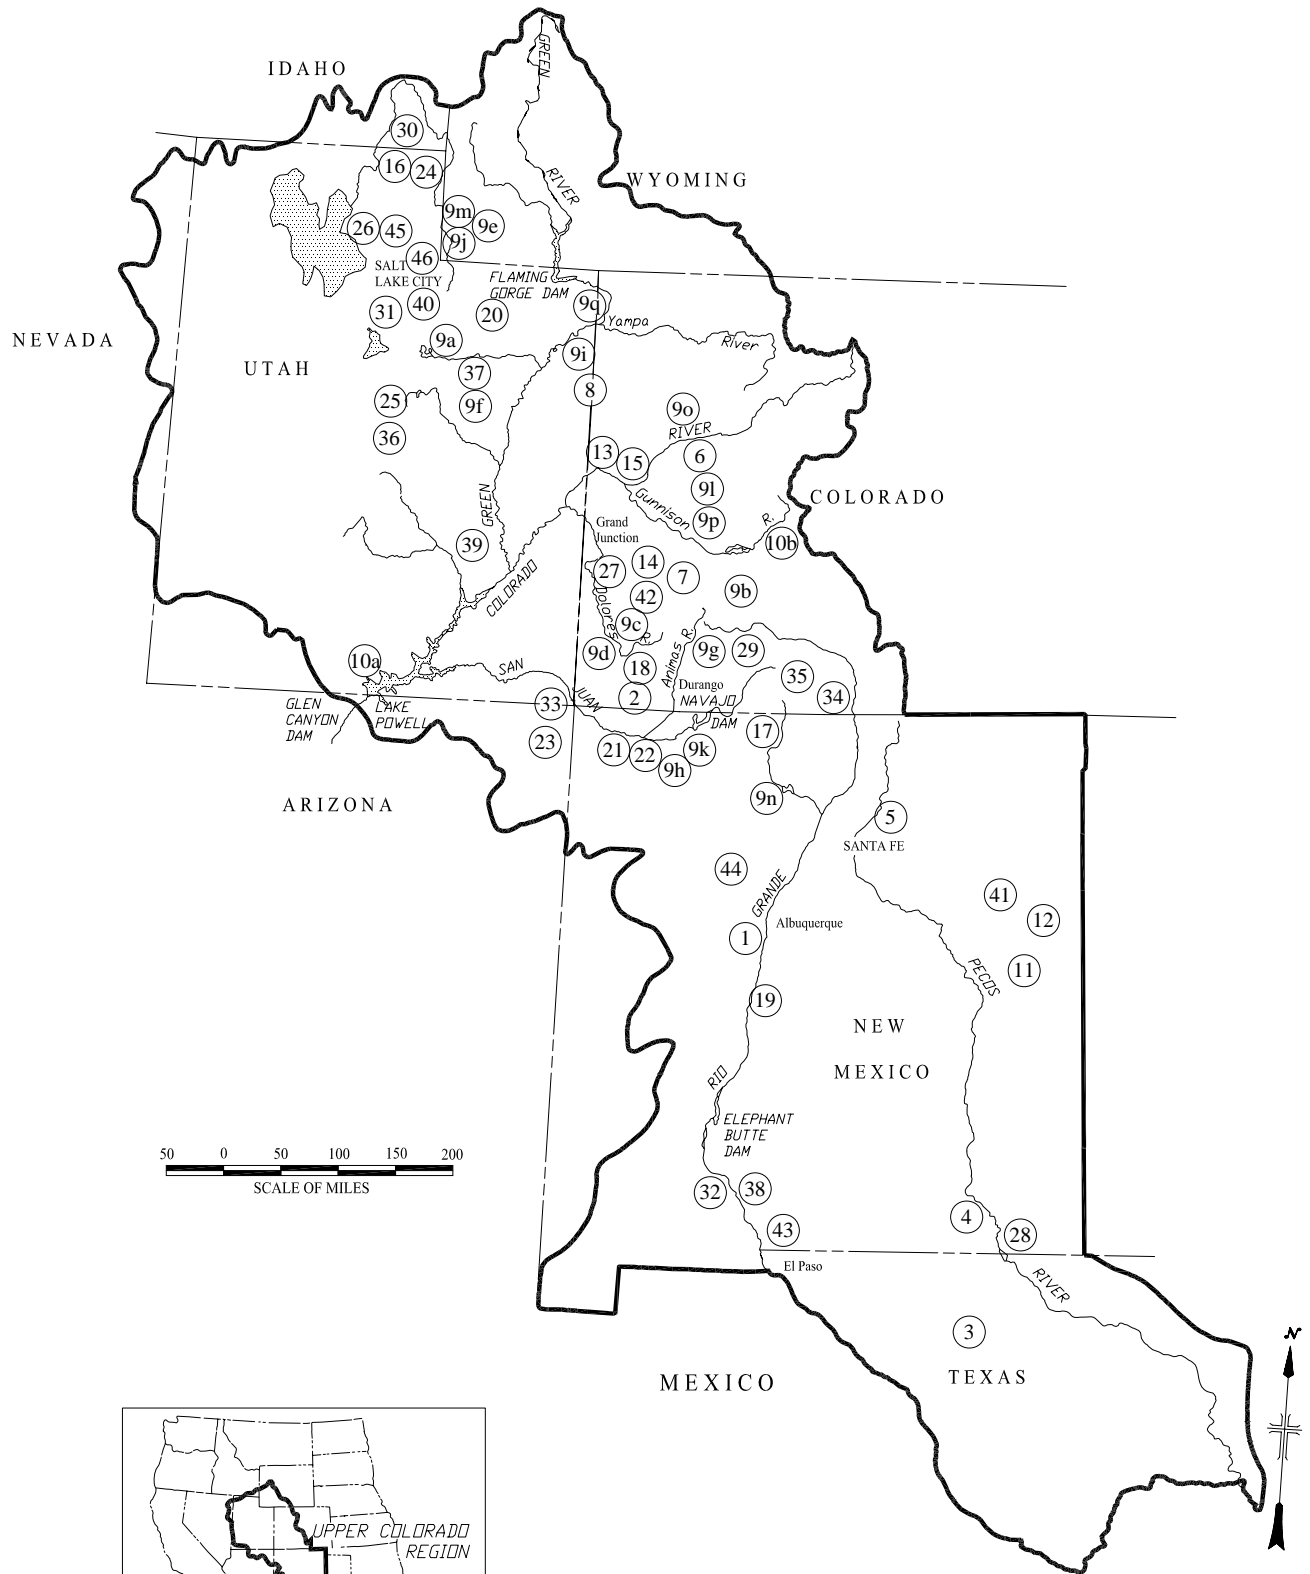 IDAHO
GREEN
30
16
24
RIVER
WYOMING
9m
9e
26
45
9j
46
SALT
LAKE CITY
FLAMING
GORGE DAM
9q
40
20
31
Yampa
River
NEVADA
9a
9i
UTAH
37
8
25
9f
9o
RIVER
36
13
15
6
9l
COLORADO
Gunnison
GREEN
9p
R.
Grand
Junction
10b
39
14
27
7
COLORADO
42
9b
Dolores
9c
R.
Animas R.
9d
9g
29
10a
18
SAN
35
JUAN
2
Durango
34
NAVAJO
DAM
33
GLEN
CANYON
DAM
LAKE
POWELL
17
23
21
22
9k
9h
ARIZONA
9n
5
SANTA FE
44
GRANDE
41
12
Albuquerque
1
11
PECOS
19
NEW
MEXICO
RIO
ELEPHANT
BUTTE
DAM
50 0 50 100 150 200
SCALE OF MILES
32
38
4
43
28
El Paso
RIVER
3
TEXAS
N
MEXICO
UPPER COLORADO
REGION